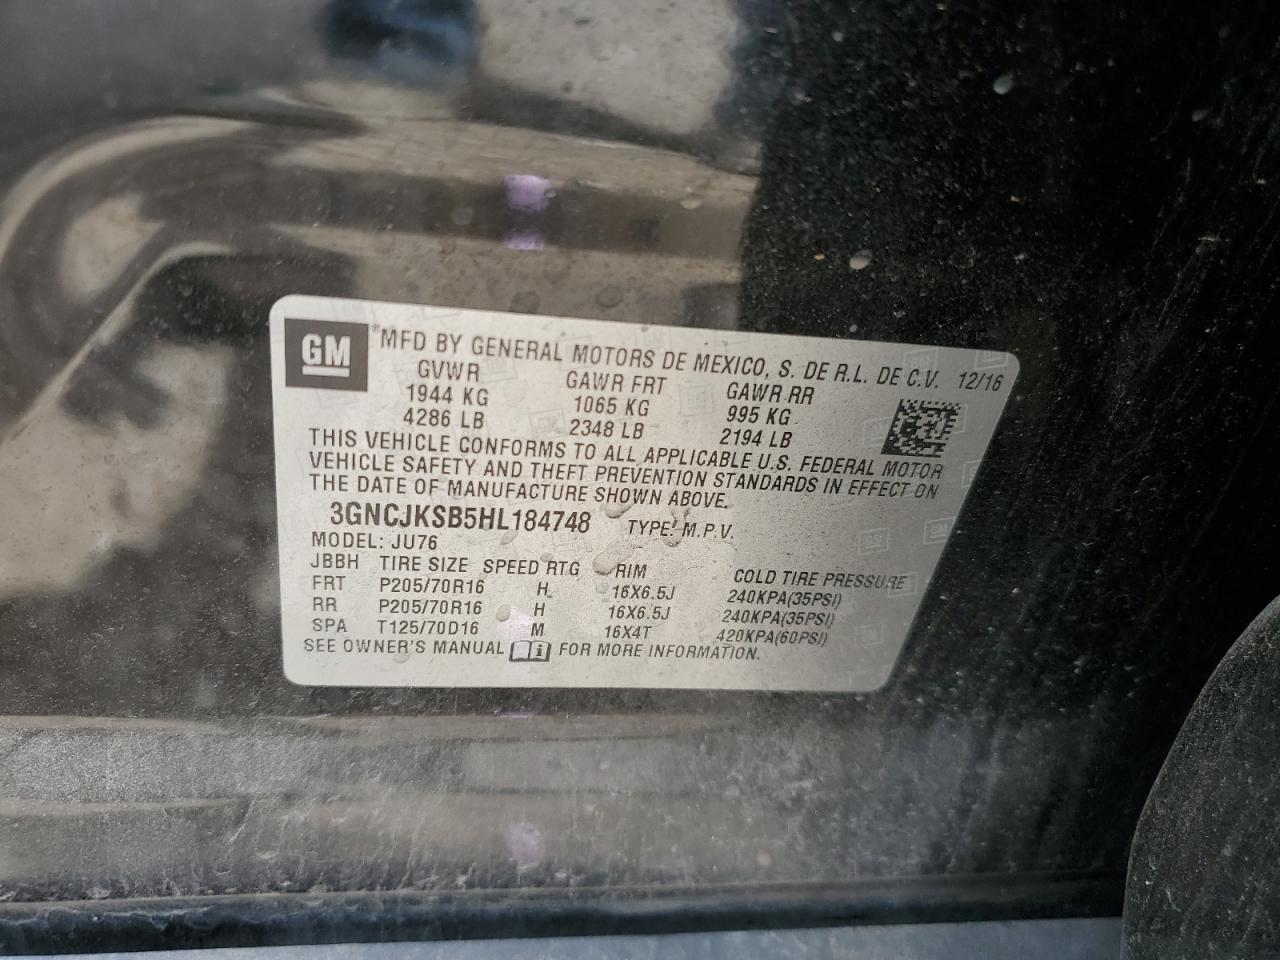 GM ® MFD BY GENERAL MOTORS DE MEXICO, S. DE R.L. DE C.V. 12/16
GVWR GAWR FRT GAWR RR
1944 KG 1065 KG 995 KG
4286 LB 2348 LB 2194 LB
THIS VEHICLE CONFORMS TO ALL APPLICABLE U.S. FEDERAL MOTOR
VEHICLE SAFETY AND THEFT PREVENTION STANDARDS IN EFFECT ON
THE DATE OF MANUFACTURE SHOWN ABOVE.
3GNCJKSB5HL184748 TYPE: M.P.V.
MODEL: JU76
JBBH TIRE SIZE SPEED RTG RIM COLD TIRE PRESSURE
FRT P205/70R16 H 16X6.5J 240KPA(35PSI)
RR P205/70R16 H 16X6.5J 240KPA(35PSI)
SPA T125/70D16 M 16X4T 420KPA(60PSI)
SEE OWNER'S MANUAL i FOR MORE INFORMATION.